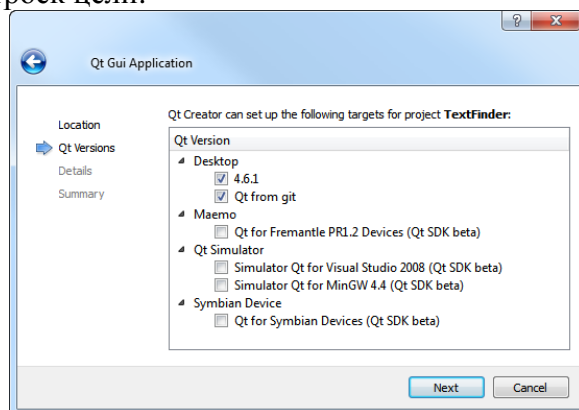 роек цели:
Qt Gui Application
Location
Qt Versions
Details
Summary
Qt Creator can set up the following targets for project TextFinder:
Qt Version
Desktop
4.6.1
Qt from git
Maemo
Qt for Fremantle PR1.2 Devices (Qt SDK beta)
Qt Simulator
Simulator Qt for Visual Studio 2008 (Qt SDK beta)
Simulator Qt for MinGW 4.4 (Qt SDK beta)
Symbian Device
Qt for Symbian Devices (Qt SDK beta)
Next Cancel